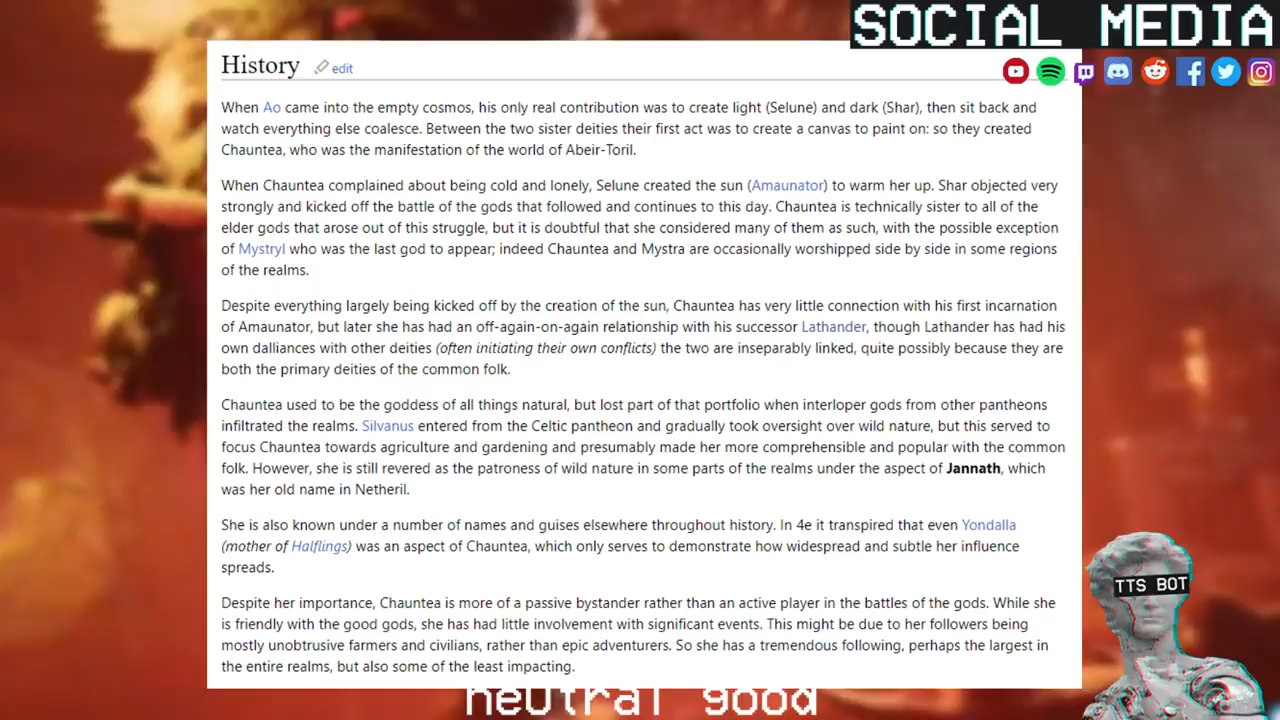 SOCIAL MEDIA
History edit
When Ao came into the empty cosmos, his only real contribution was to create light (Selune) and dark (Shar), then sit back and
watch everything else coalesce. Between the two sister deities their first act was to create a canvas to paint on: so they created
Chauntea, who was the manifestation of the world of Abeir-Toril.
When Chauntea complained about being cold and lonely, Selune created the sun (Amaunator) to warm her up. Shar objected very
strongly and kicked off the battle of the gods that followed and continues to this day. Chauntea is technically sister to all of the
elder gods that arose out of this struggle, but it is doubtful that she considered many of them as such, with the possible exception
of Mystryl who was the last god to appear; indeed Chauntea and Mystra are occasionally worshipped side by side in some regions
of the realms.
Despite everything largely being kicked off by the creation of the sun, Chauntea has very little connection with his first incarnation
of Amaunator, but later she has had an off-again-on-again relationship with his successor Lathander, though Lathander has had his
own dalliances with other deities (often initiating their own conflicts) the two are inseparably linked, quite possibly because they are
both the primary deities of the common folk.
Chauntea used to be the goddess of all things natural, but lost part of that portfolio when interloper gods from other pantheons
infiltrated the realms. Silvanus entered from the Celtic pantheon and gradually took oversight over wild nature, but this served to
focus Chauntea towards agriculture and gardening and presumably made her more comprehensible and popular with the common
folk. However, she is still revered as the patroness of wild nature in some parts of the realms under the aspect of Jannath, which
was her old name in Netheril.
She is also known under a number of names and guises elsewhere throughout history. In 4e it transpired that even Yondalla
(mother of Halflings) was an aspect of Chauntea, which only serves to demonstrate how widespread and subtle her influence
spreads.
Despite her importance, Chauntea is more of a passive bystander rather than an active player in the battles of the gods. While she
is friendly with the good gods, she has had little involvement with significant events. This might be due to her followers being
mostly unobtrusive farmers and civilians, rather than epic adventurers. So she has a tremendous following, perhaps the largest in
the entire realms, but also some of the least impacting.
TTS BOT
neutral good